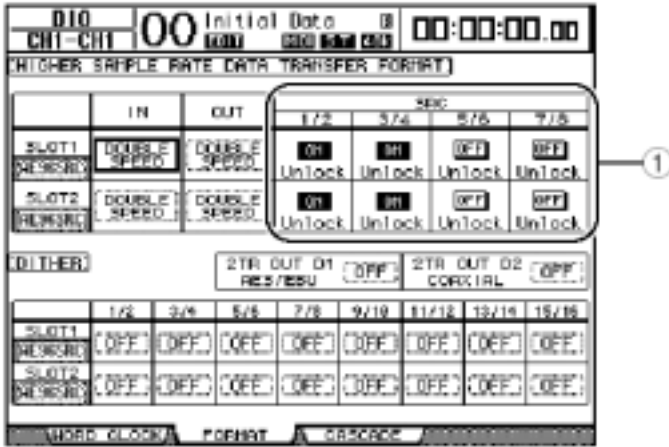 DIO
CH1-CH1
00 Initial Data
EDIT MIDI ST
00:00:00.00
HIGHER SAMPLE RATE DATA TRANSFER FORMAT
IN OUT SRC
1/2 3/4 5/6 7/8
SLOT1 DOUBLE SPEED DOUBLE SPEED ON ON OFF OFF
Unlock Unlock Unlock Unlock
SLOT2 DOUBLE SPEED DOUBLE SPEED ON ON OFF OFF
Unlock Unlock Unlock Unlock
1
DITHER 2TR OUT D1 AES/EBU OFF 2TR OUT D2 COAXIAL OFF
1/2 3/4 5/6 7/8 9/10 11/12 13/14 15/16
SLOT1 OFF OFF OFF OFF OFF OFF OFF OFF
SLOT2 OFF OFF OFF OFF OFF OFF OFF OFF
WORD CLOCK FORMAT CASCADE